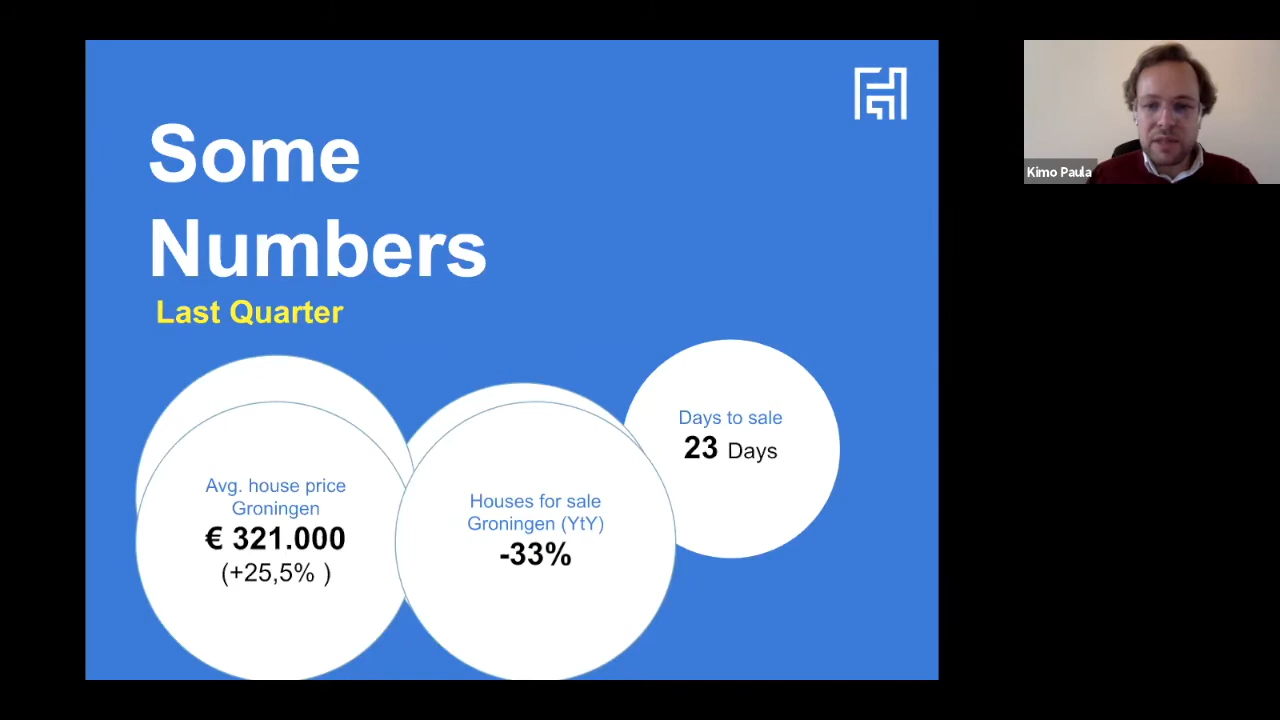 Some
Numbers
Last Quarter
Avg. house price
Groningen
€ 321.000
(+25,5% )
Houses for sale
Groningen (YtY)
-33%
Days to sale
23 Days
Kimo Paula